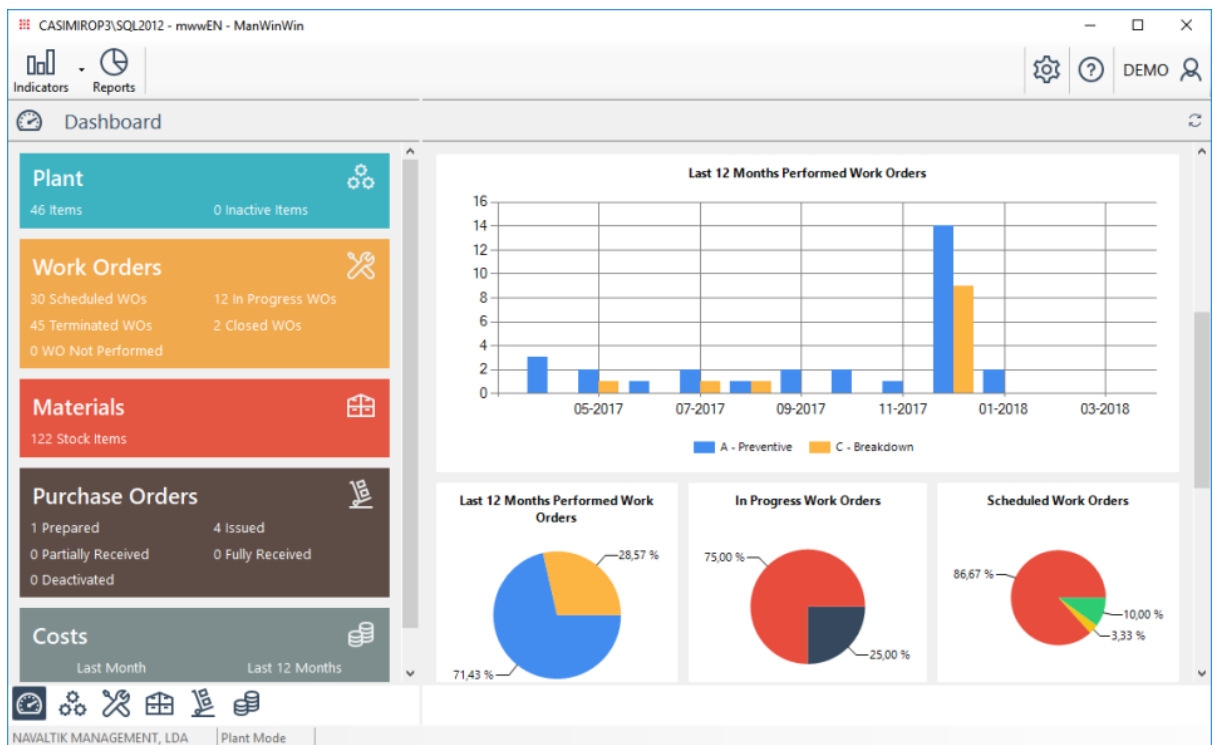 CASIMIROP3\SQL2012 - mwwEN - ManWinWin
Indicators
Reports
DEMO
Dashboard
Plant
46 Items 0 Inactive Items
Work Orders
30 Scheduled WOs 12 In Progress WOs
45 Terminated WOs 2 Closed WOs
0 WO Not Performed
Materials
122 Stock Items
Purchase Orders
1 Prepared 4 Issued
0 Partially Received 0 Fully Received
0 Deactivated
Costs
Last Month Last 12 Months
Last 12 Months Performed Work Orders
16
14
12
10
8
6
4
2
0
05-2017 07-2017 09-2017 11-2017 01-2018 03-2018
A - Preventive C - Breakdown
Last 12 Months Performed Work
Orders
28,57 %
71,43 %
In Progress Work Orders
75,00 %
25,00 %
Scheduled Work Orders
86,67 %
10,00 %
3,33 %
NAVALTIK MANAGEMENT, LDA Plant Mode